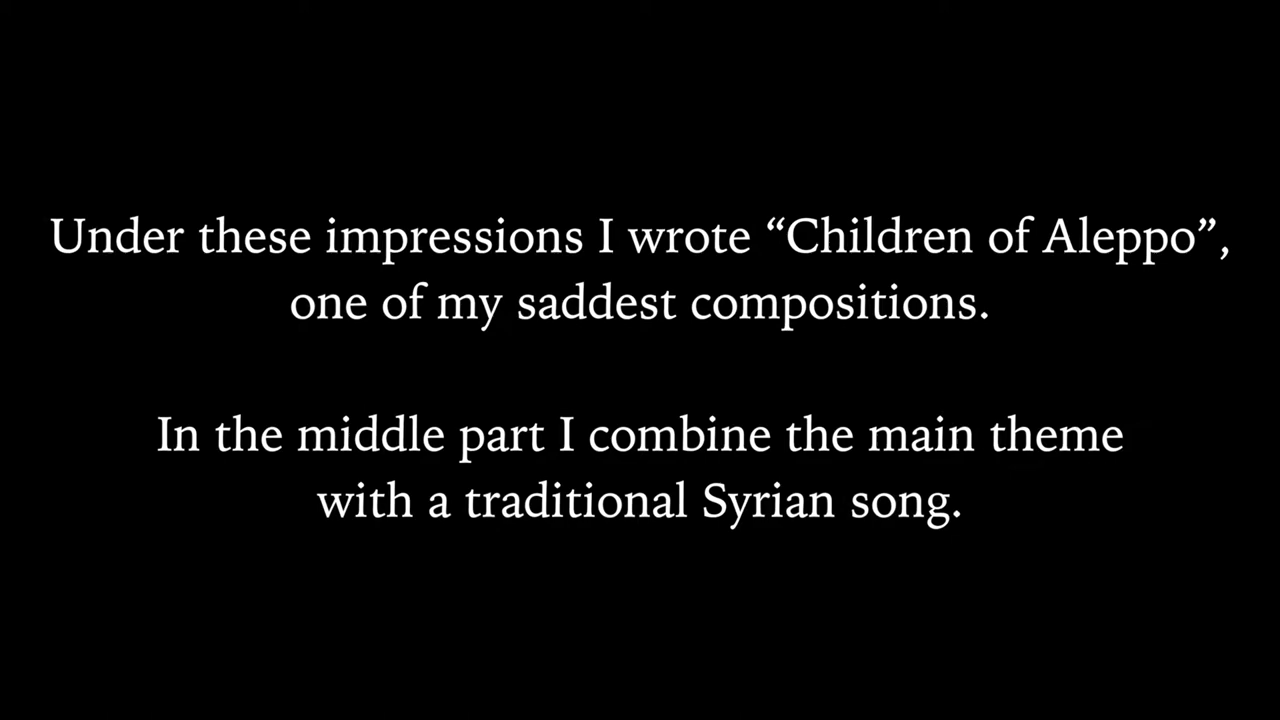 Under these impressions I wrote “Children of Aleppo”,
one of my saddest compositions.
In the middle part I combine the main theme
with a traditional Syrian song.